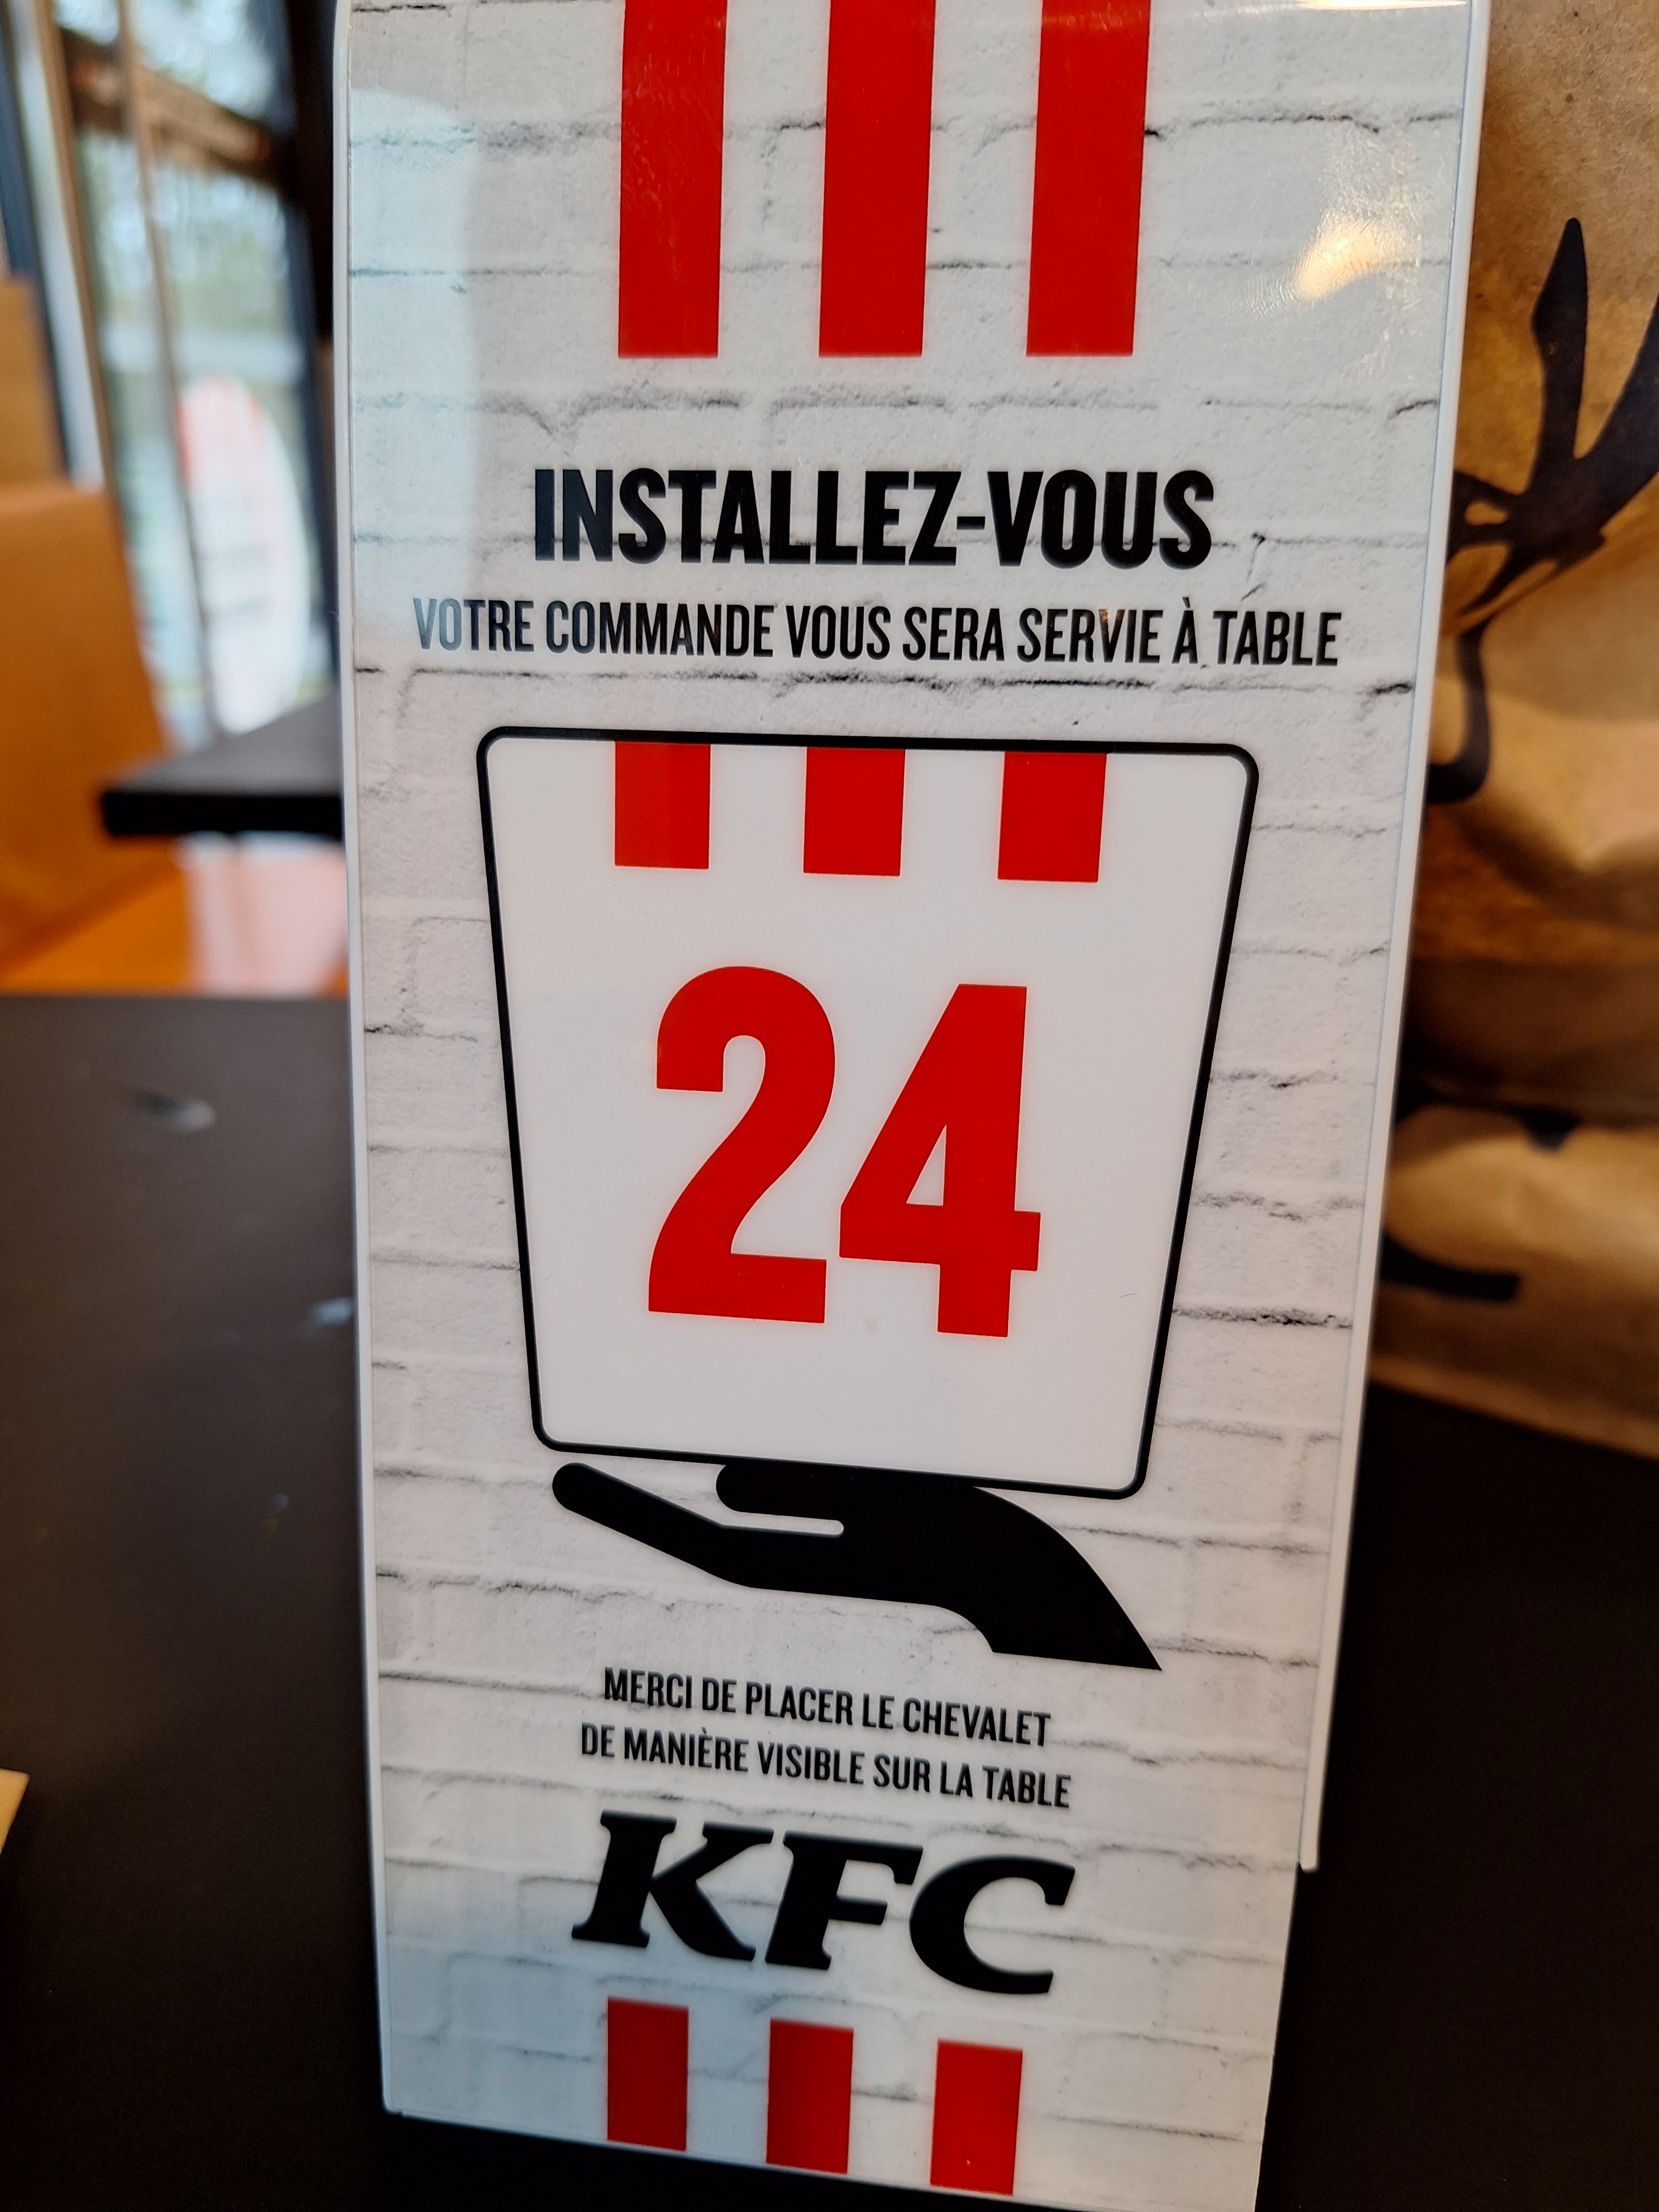 INSTALLEZ-VOUS
VOTRE COMMANDE VOUS SERA SERVIE À TABLE
24
MERCI DE PLACER LE CHEVALET
DE MANIÈRE VISIBLE SUR LA TABLE
KFC